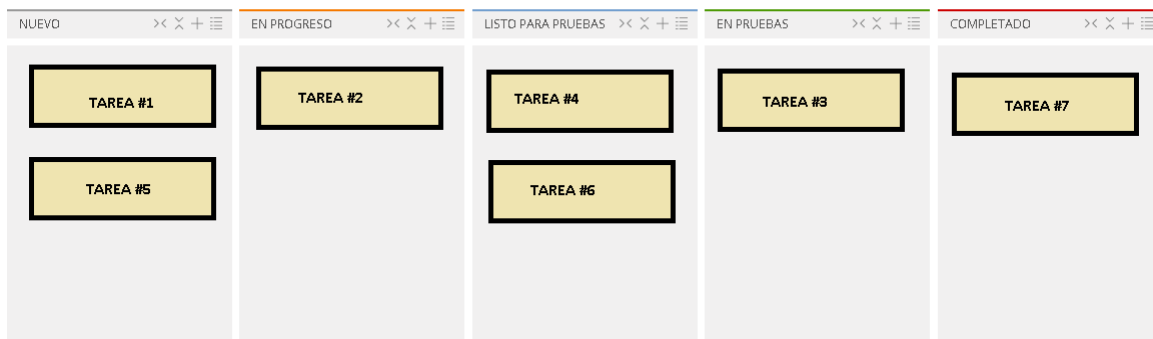 NUEVO
EN PROGRESO
LISTO PARA PRUEBAS
EN PRUEBAS
COMPLETADO
TAREA #1
TAREA #2
TAREA #4
TAREA #3
TAREA #7
TAREA #5
TAREA #6